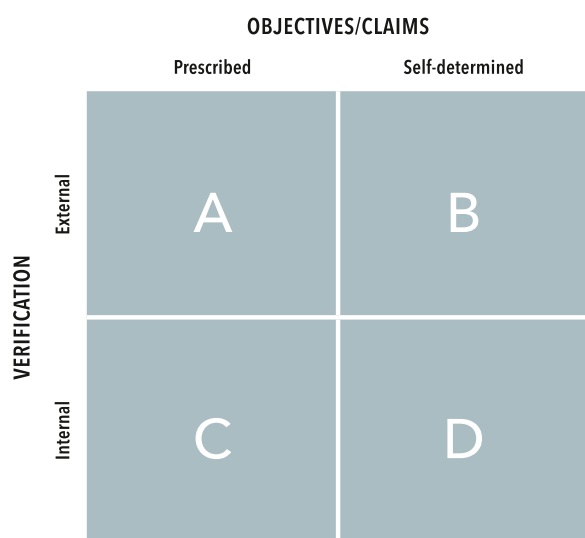 OBJECTIVES/CLAIMS
Prescribed Self-determined
VERIFICATION
External
A B
Internal
C D